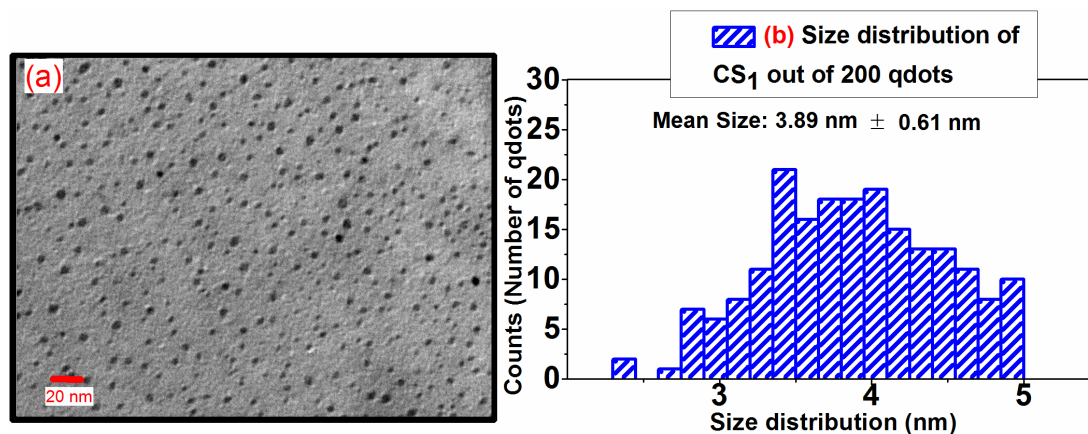 (a)
20 nm
(b) Size distribution of
CS1 out of 200 qdots
Mean Size: 3.89 nm ± 0.61 nm
Counts (Number of qdots)
30
25
20
15
10
5
0
3 4 5
Size distribution (nm)